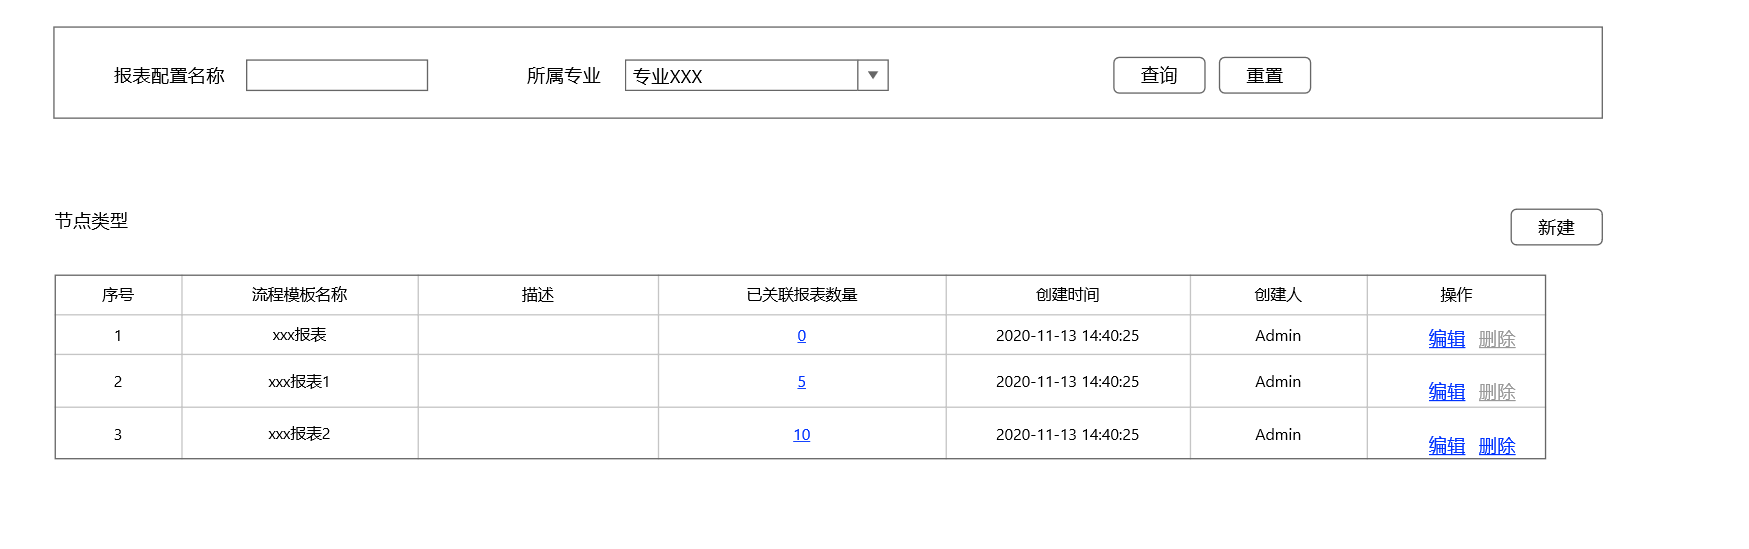 报表配置名称 所属专业 专业XXX 查询 重置
节点类型 新建
序号 流程模板名称 描述 已关联报表数量 创建时间 创建人 操作
1 xxx报表 0 2020-11-13 14:40:25 Admin 编辑 删除
2 xxx报表1 5 2020-11-13 14:40:25 Admin 编辑 删除
3 xxx报表2 10 2020-11-13 14:40:25 Admin 编辑 删除